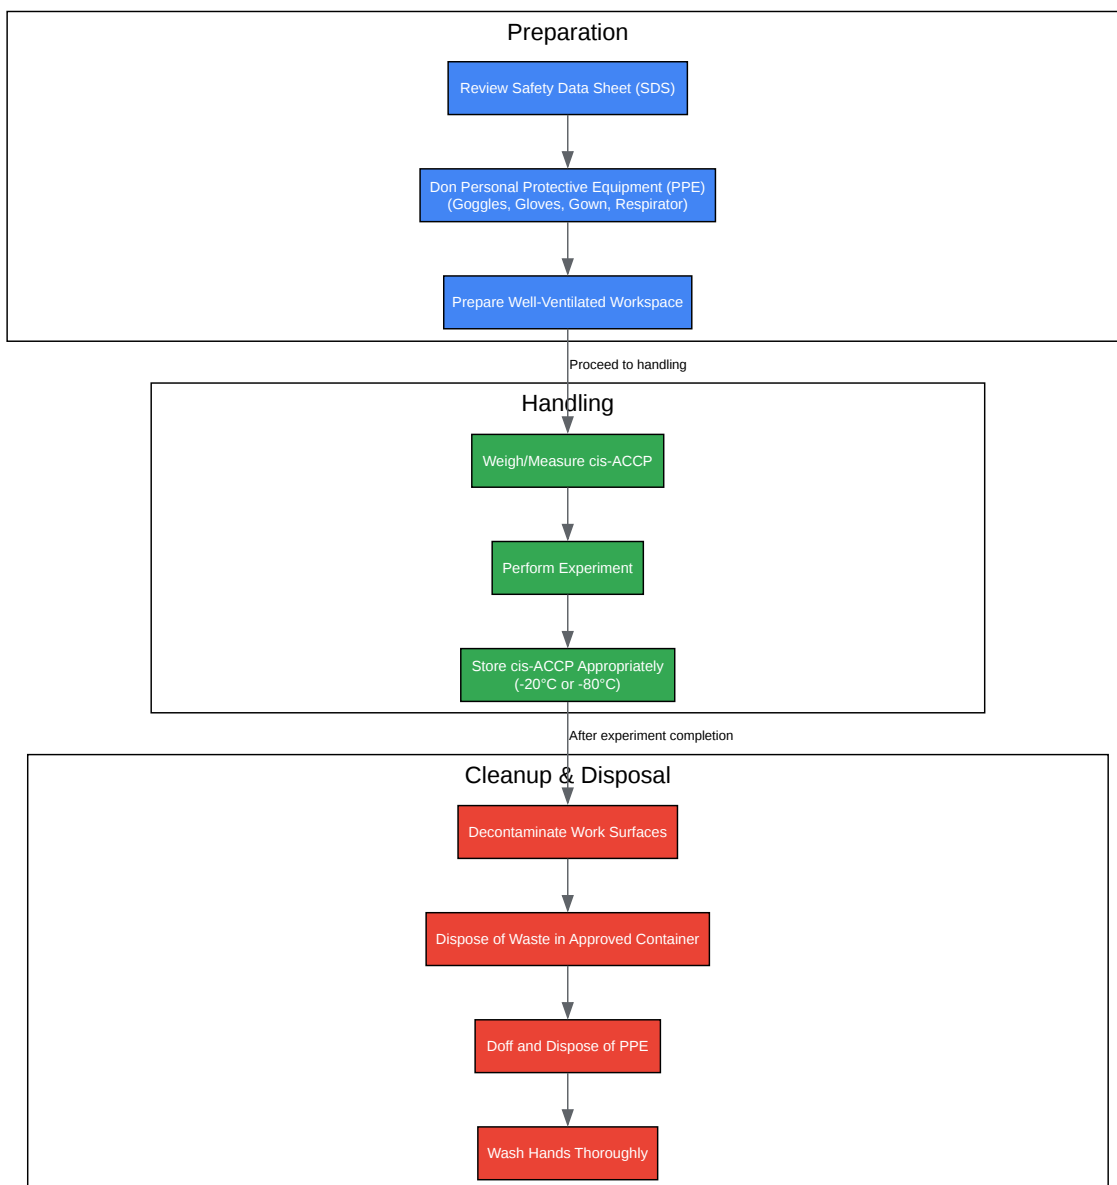 Preparation
Review Safety Data Sheet (SDS)
Don Personal Protective Equipment (PPE)
(Goggles, Gloves, Gown, Respirator)
Prepare Well-Ventilated Workspace
Proceed to handling
Handling
Weigh/Measure cis-ACCP
Perform Experiment
Store cis-ACCP Appropriately
(-20°C or -80°C)
After experiment completion
Cleanup & Disposal
Decontaminate Work Surfaces
Dispose of Waste in Approved Container
Doff and Dispose of PPE
Wash Hands Thoroughly